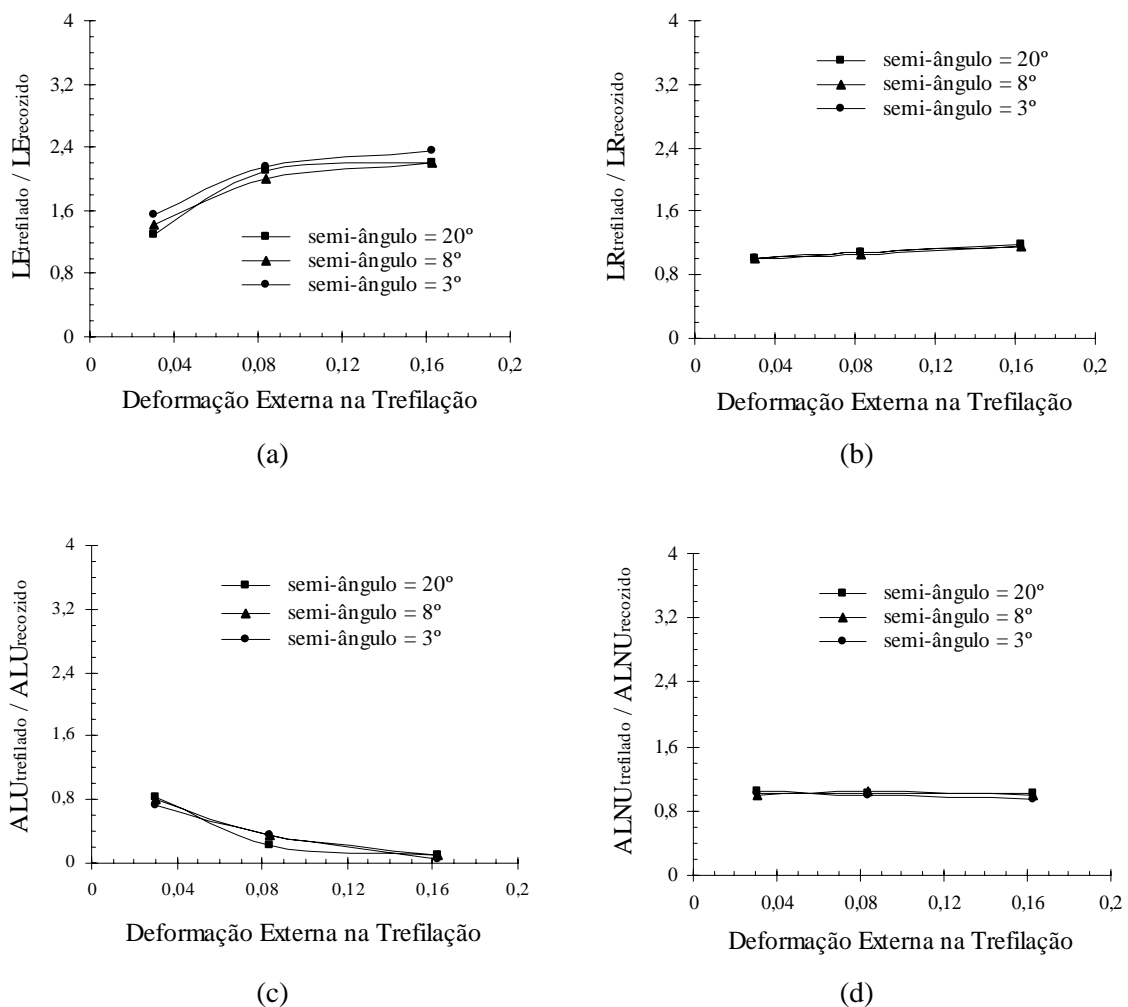 4
3,2
2,4
1,6
0,8
0
LEtrefilado / LErecozido
semi-ângulo = 20º
semi-ângulo = 8º
semi-ângulo = 3º
0 0,04 0,08 0,12 0,16 0,2
Deformação Externa na Trefilação
(a)
4
3,2
2,4
1,6
0,8
0
LRtrefilado / LRrecozido
semi-ângulo = 20º
semi-ângulo = 8º
semi-ângulo = 3º
0 0,04 0,08 0,12 0,16 0,2
Deformação Externa na Trefilação
(b)
4
3,2
2,4
1,6
0,8
0
ALUtrefilado / ALUrecozido
semi-ângulo = 20º
semi-ângulo = 8º
semi-ângulo = 3º
0 0,04 0,08 0,12 0,16 0,2
Deformação Externa na Trefilação
(c)
4
3,2
2,4
1,6
0,8
0
ALNUtrefilado / ALNUrecozido
semi-ângulo = 20º
semi-ângulo = 8º
semi-ângulo = 3º
0 0,04 0,08 0,12 0,16 0,2
Deformação Externa na Trefilação
(d)